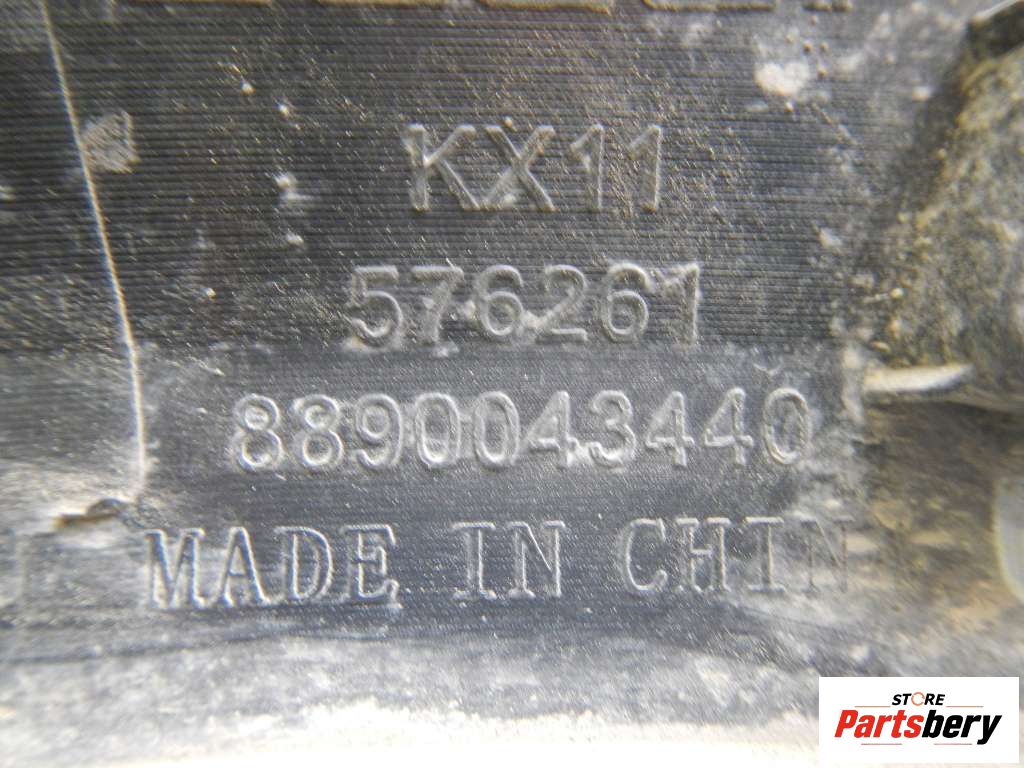 KX11
576261
8890043440
MADE IN CHIN
STORE
Partsbery